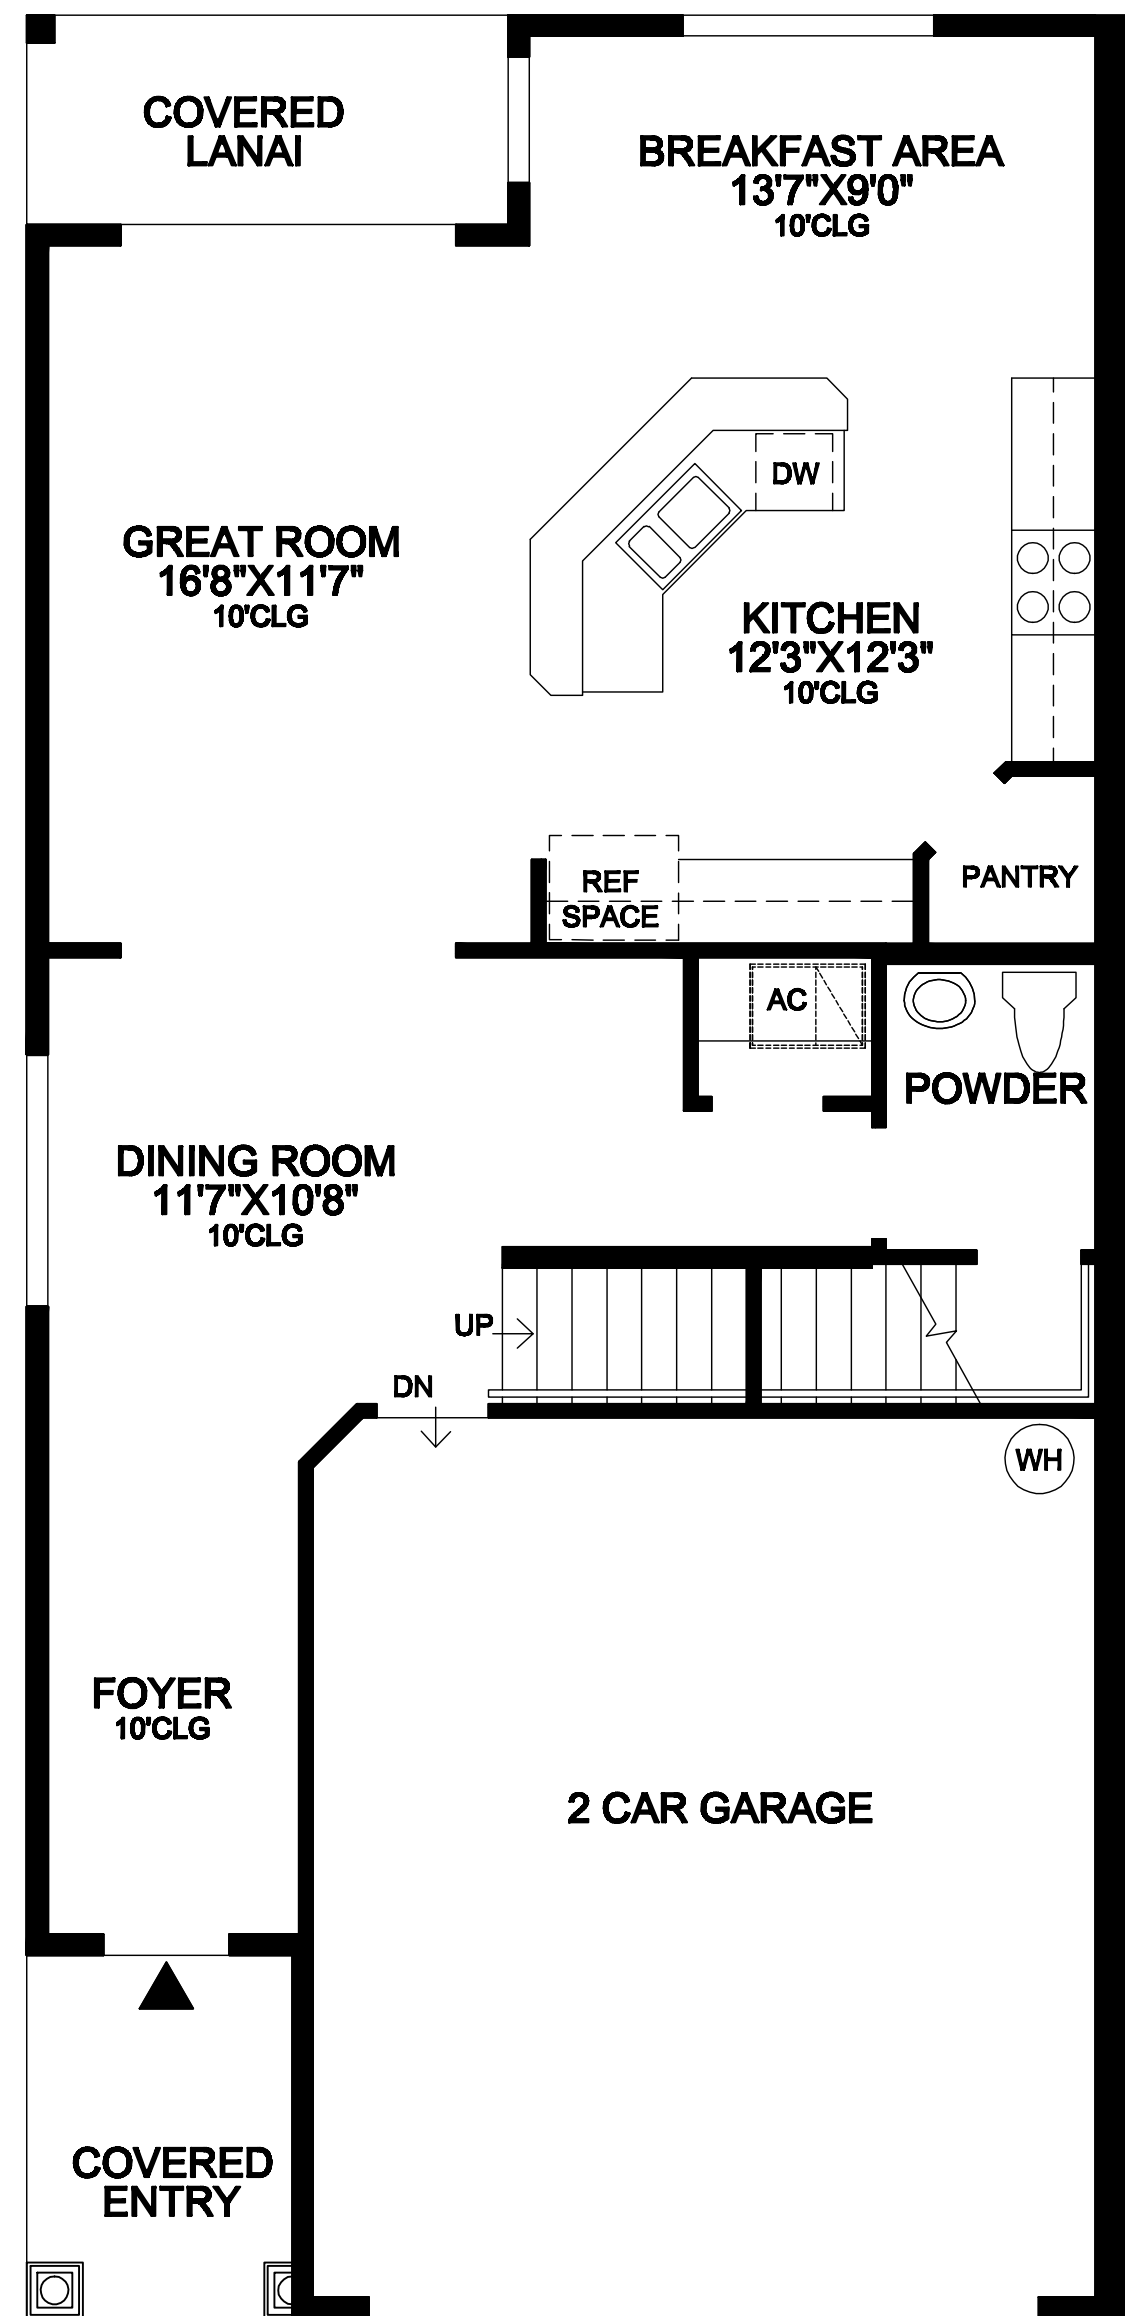 COVERED
LANAI
BREAKFAST AREA
13'7"X9'0"
10'CLG
DW
GREAT ROOM
16'8"X11'7"
10'CLG
KITCHEN
12'3"X12'3"
10'CLG
REF
SPACE
PANTRY
AC
POWDER
DINING ROOM
11'7"X10'8"
10'CLG
UP
DN
WH
FOYER
10'CLG
2 CAR GARAGE
COVERED
ENTRY